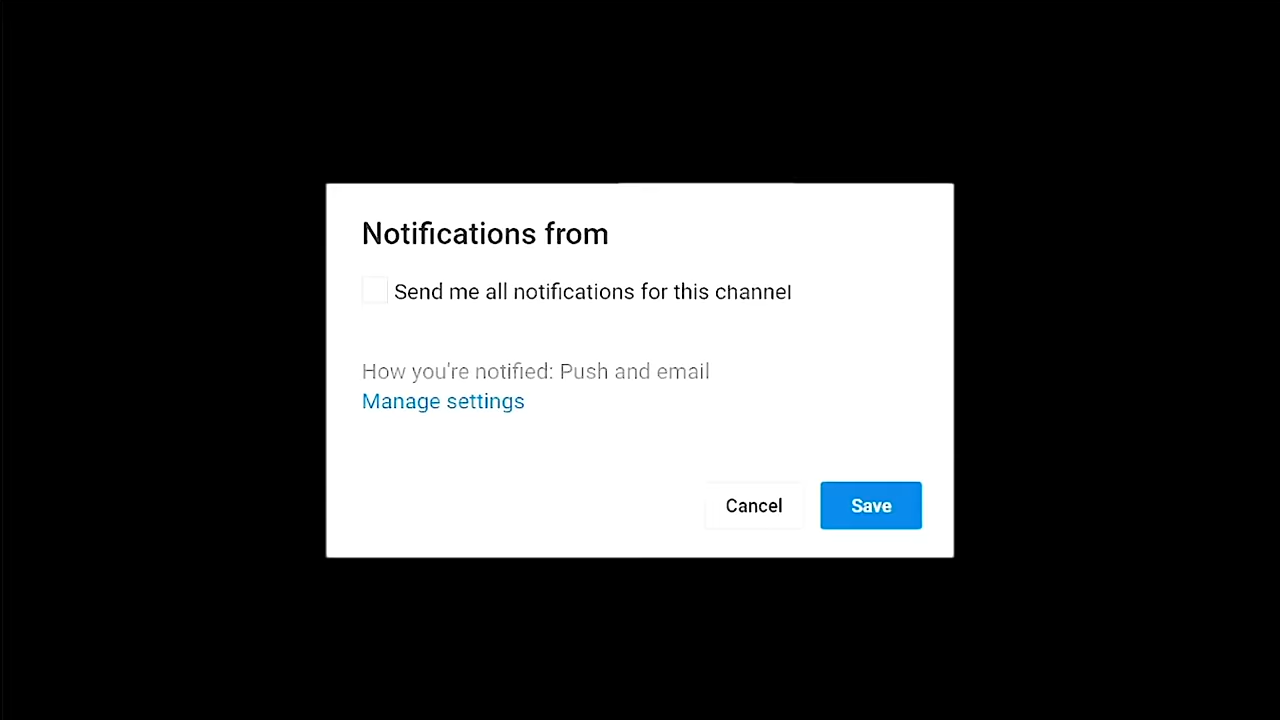 Notifications from
Send me all notifications for this channel
How you're notified: Push and email
Manage settings
Cancel
Save